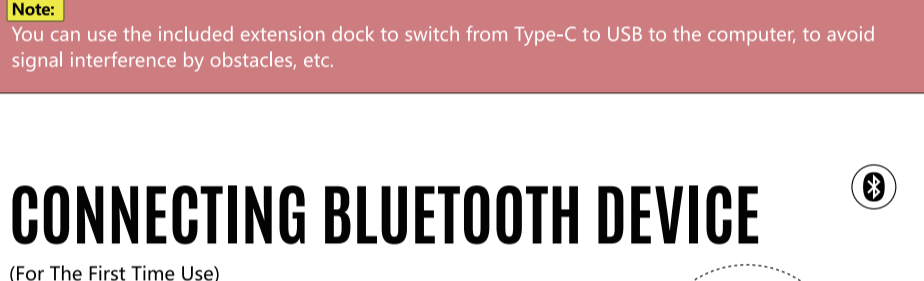 Note:
You can use the included extension dock to switch from Type-C to USB to the computer, to avoid
signal interference by obstacles, etc.
CONNECTING BLUETOOTH DEVICE
(For The First Time Use)